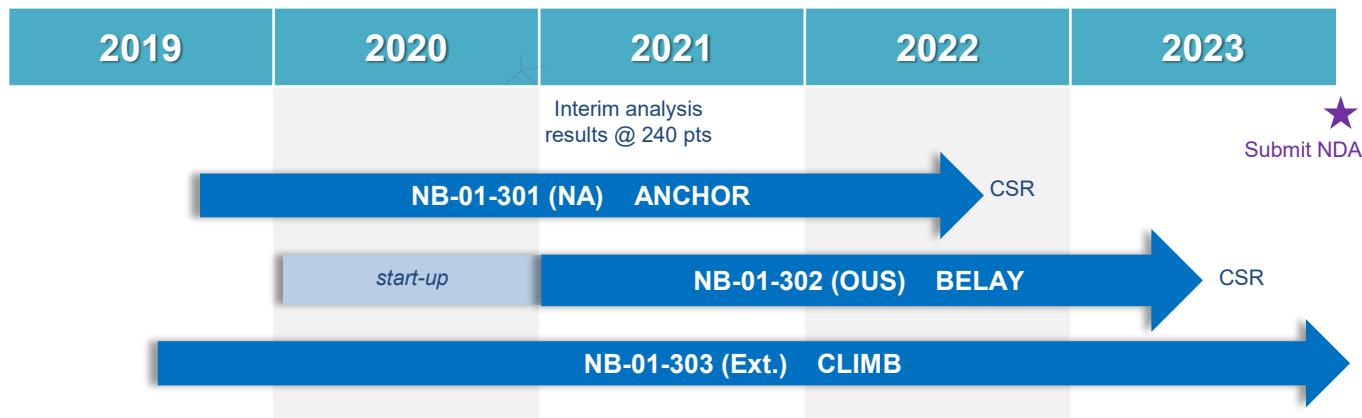 2019 2020 2021 2022 2023
Interim analysis
results @ 240 pts
Submit NDA
NB-01-301 (NA) ANCHOR
CSR
start-up
NB-01-302 (OUS) BELAY
CSR
NB-01-303 (Ext.) CLIMB